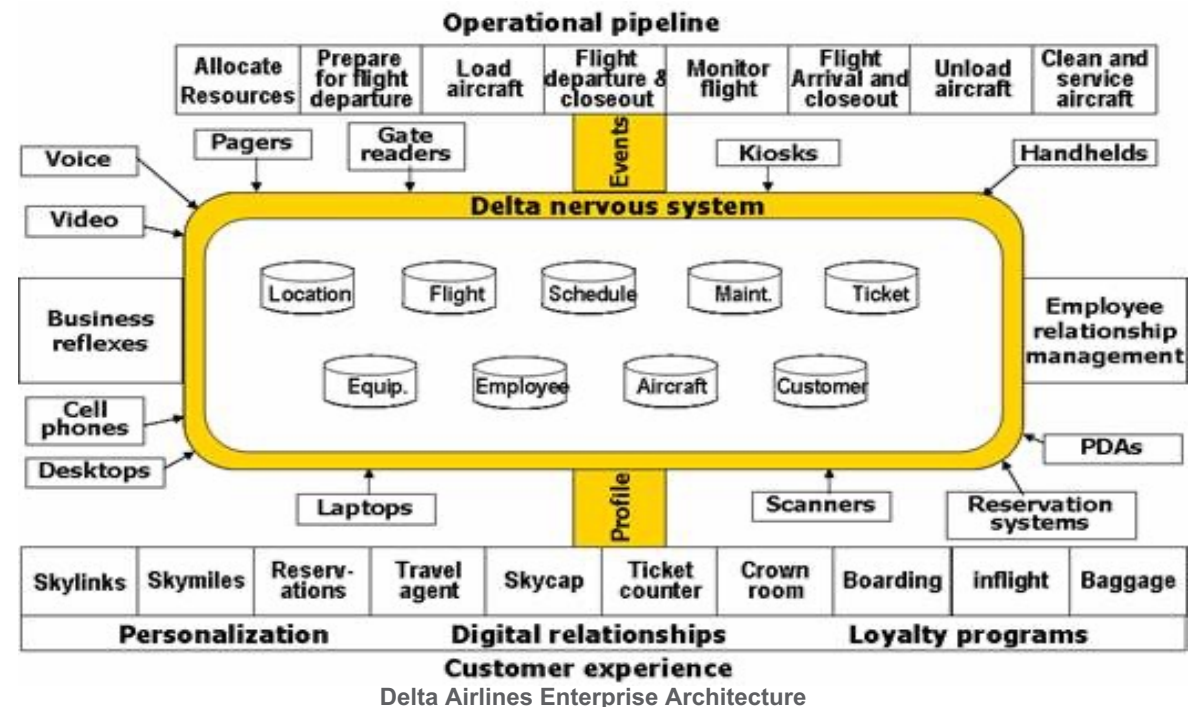 Operational pipeline
Allocate
Resources
Prepare
for flight
departure
Load
aircraft
Flight
departure &
closeout
Monitor
flight
Flight
Arrival and
closeout
Unload
aircraft
Clean and
service
aircraft
Events
Voice
Pagers
Gate
readers
Kiosks
Handhelds
Video
Delta nervous system
Location
Flight
Schedule
Maint.
Ticket
Business
reflexes
Employee
relationship
management
Equip.
Employee
Aircraft
Customer
Cell
phones
Desktops
Laptops
Profile
Scanners
PDAs
Reservation
systems
Skylinks
Skymiles
Reserv-
ations
Travel
agent
Skycap
Ticket
counter
Crown
room
Boarding
inflight
Baggage
Personalization
Digital relationships
Loyalty programs
Customer experience
Delta Airlines Enterprise Architecture